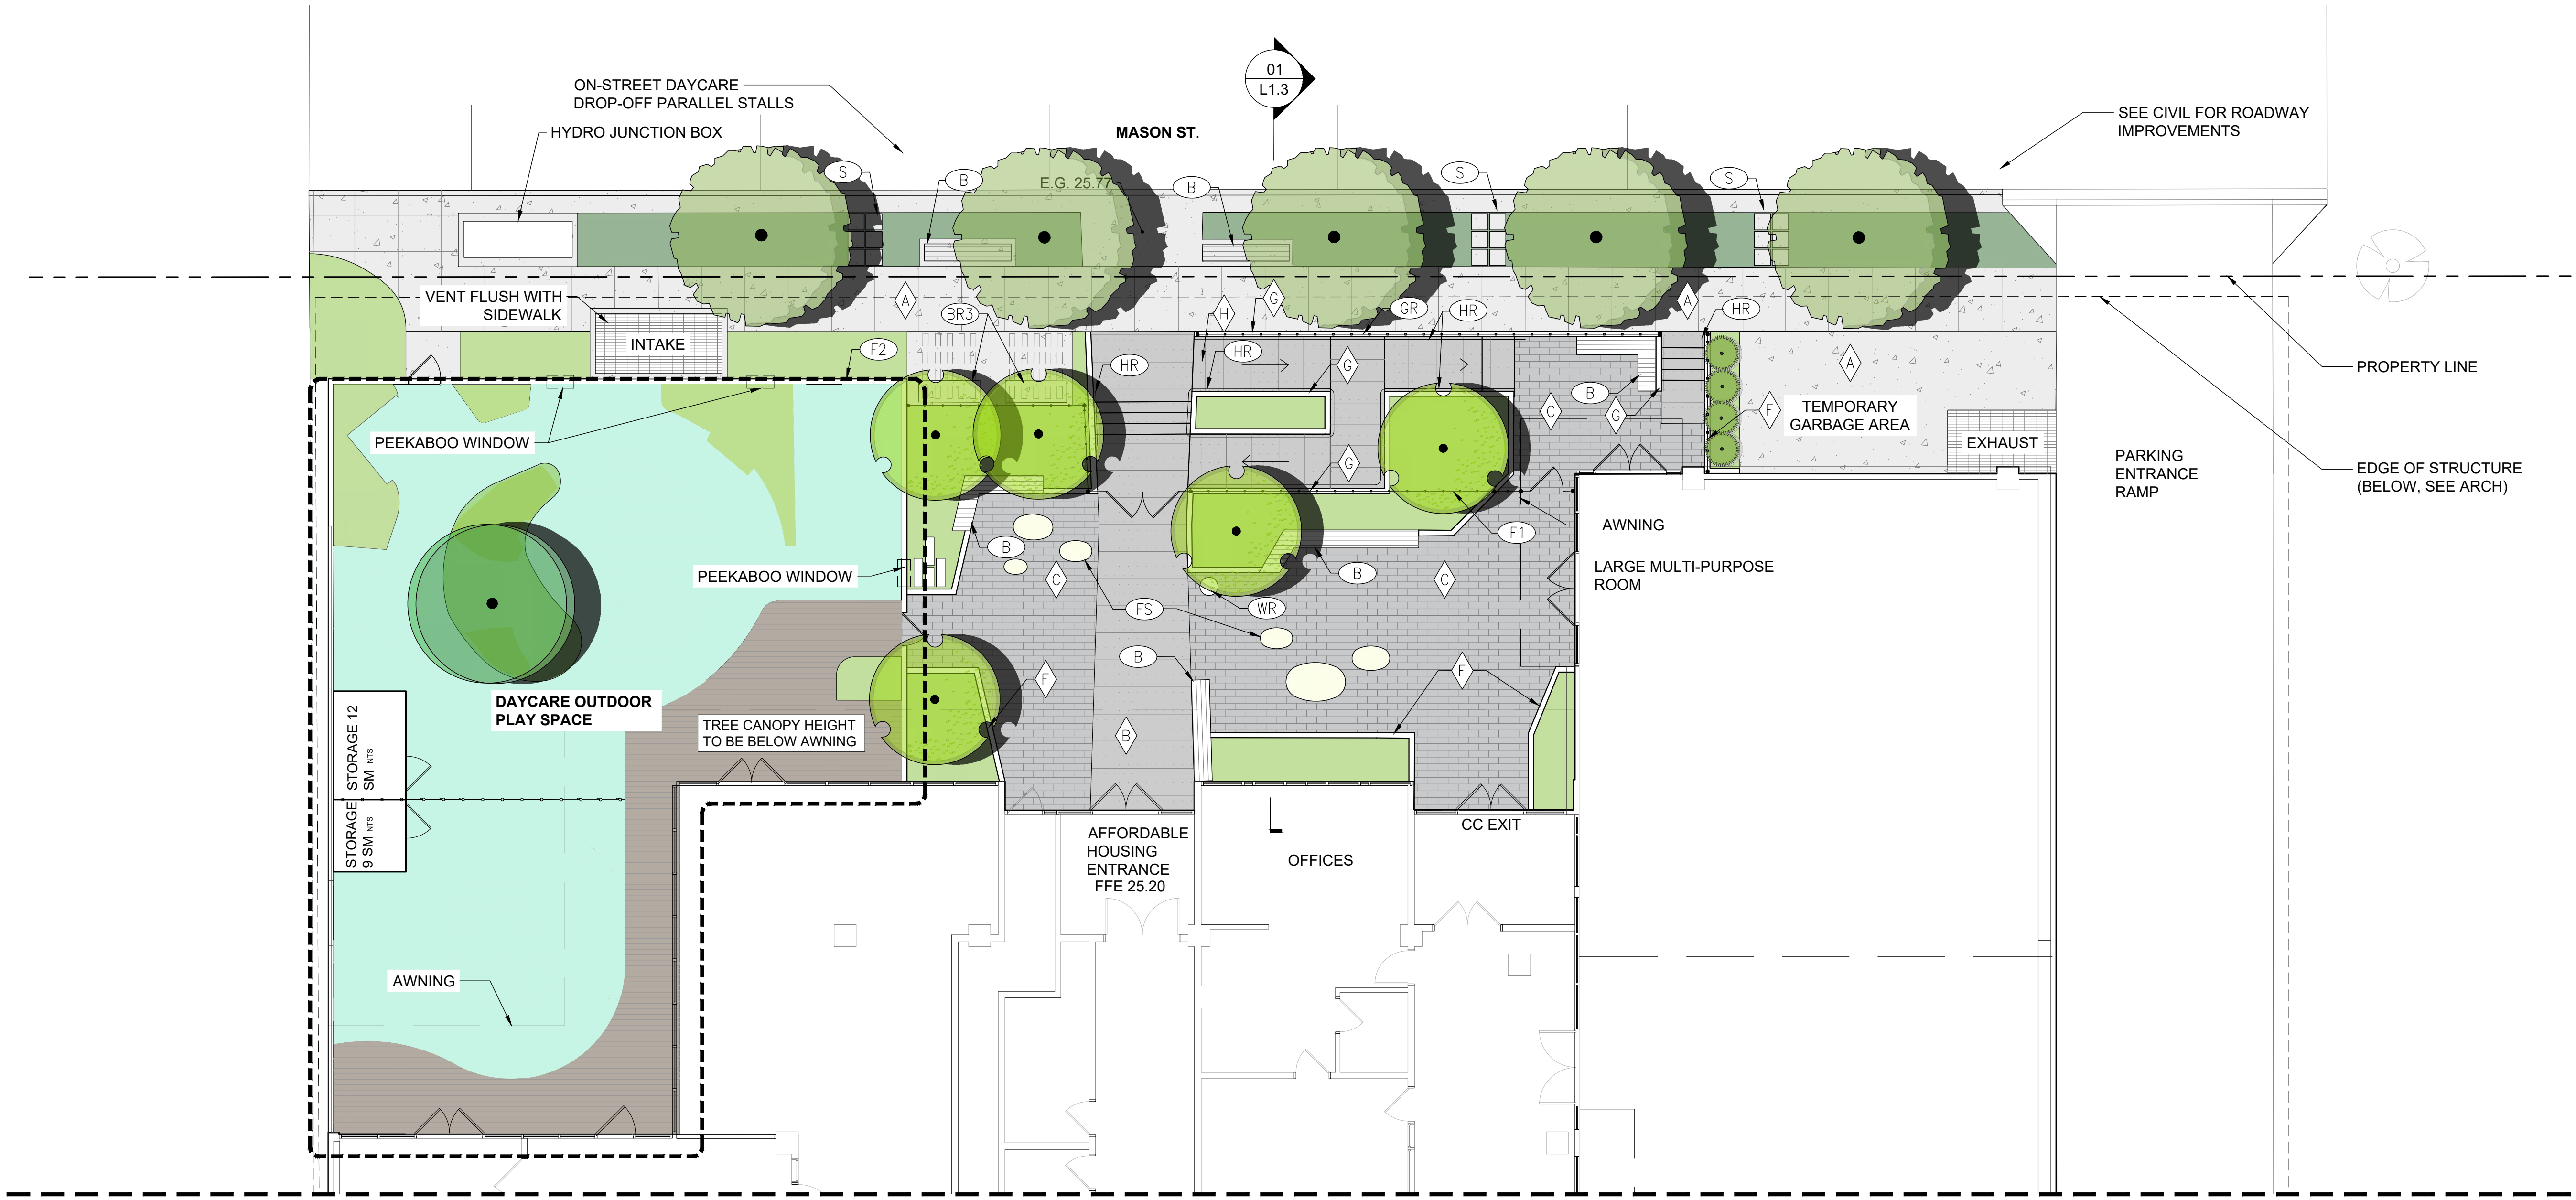 01
L1.3
ON-STREET DAYCARE
DROP-OFF PARALLEL STALLS
HYDRO JUNCTION BOX
MASON ST.
SEE CIVIL FOR ROADWAY
IMPROVEMENTS
S
B
E.G. 25.77
B
S
S
VENT FLUSH WITH
SIDEWALK
A
BR3
H
G
GR
HR
A
HR
INTAKE
F2
HR
HR
G
A
PROPERTY LINE
B
C
G
F
TEMPORARY
GARBAGE AREA
PEEKABOO WINDOW
EXHAUST
G
PARKING
ENTRANCE
RAMP
EDGE OF STRUCTURE
(BELOW, SEE ARCH)
B
F1
AWNING
PEEKABOO WINDOW
C
B
C
LARGE MULTI-PURPOSE
ROOM
FS
WR
B
F
F
DAYCARE OUTDOOR
PLAY SPACE
TREE CANOPY HEIGHT
TO BE BELOW AWNING
B
STORAGE 12
SM NTS
STORAGE
9 SM NTS
AFFORDABLE
HOUSING
ENTRANCE
FFE 25.20
OFFICES
CC EXIT
AWNING